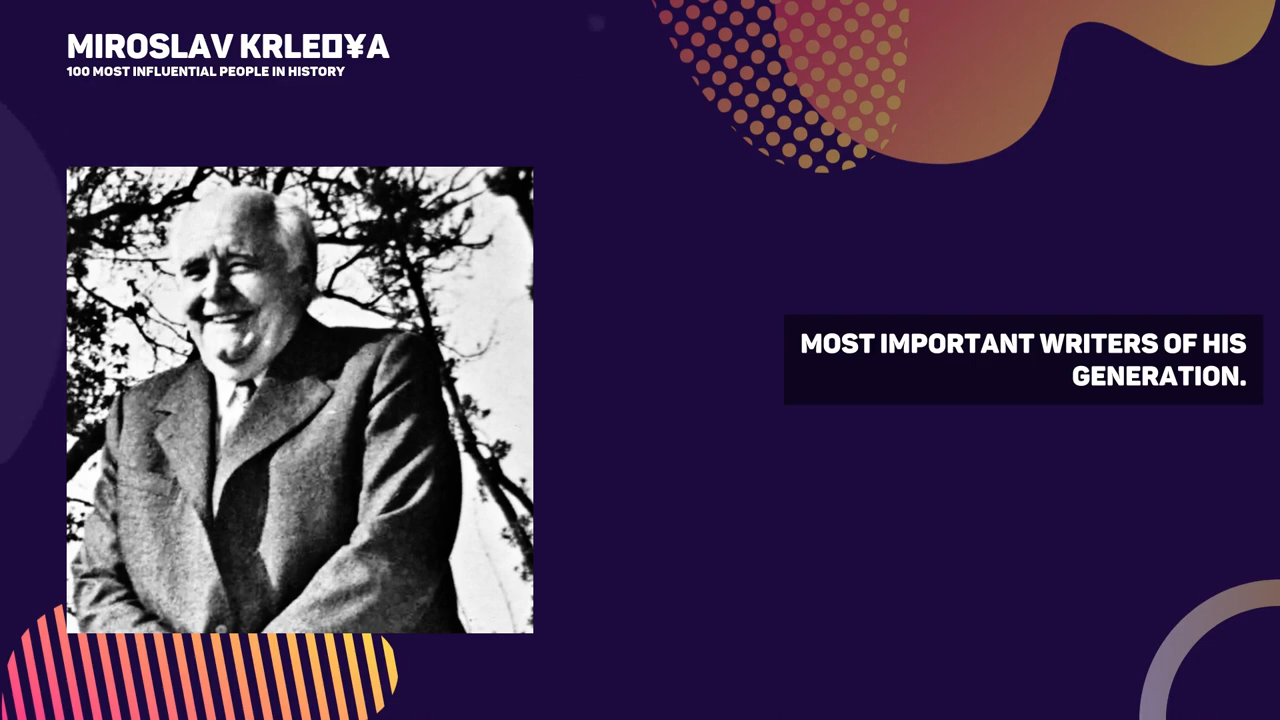 MIROSLAV KRLE▯¥A
100 MOST INFLUENTIAL PEOPLE IN HISTORY
MOST IMPORTANT WRITERS OF HIS
GENERATION.